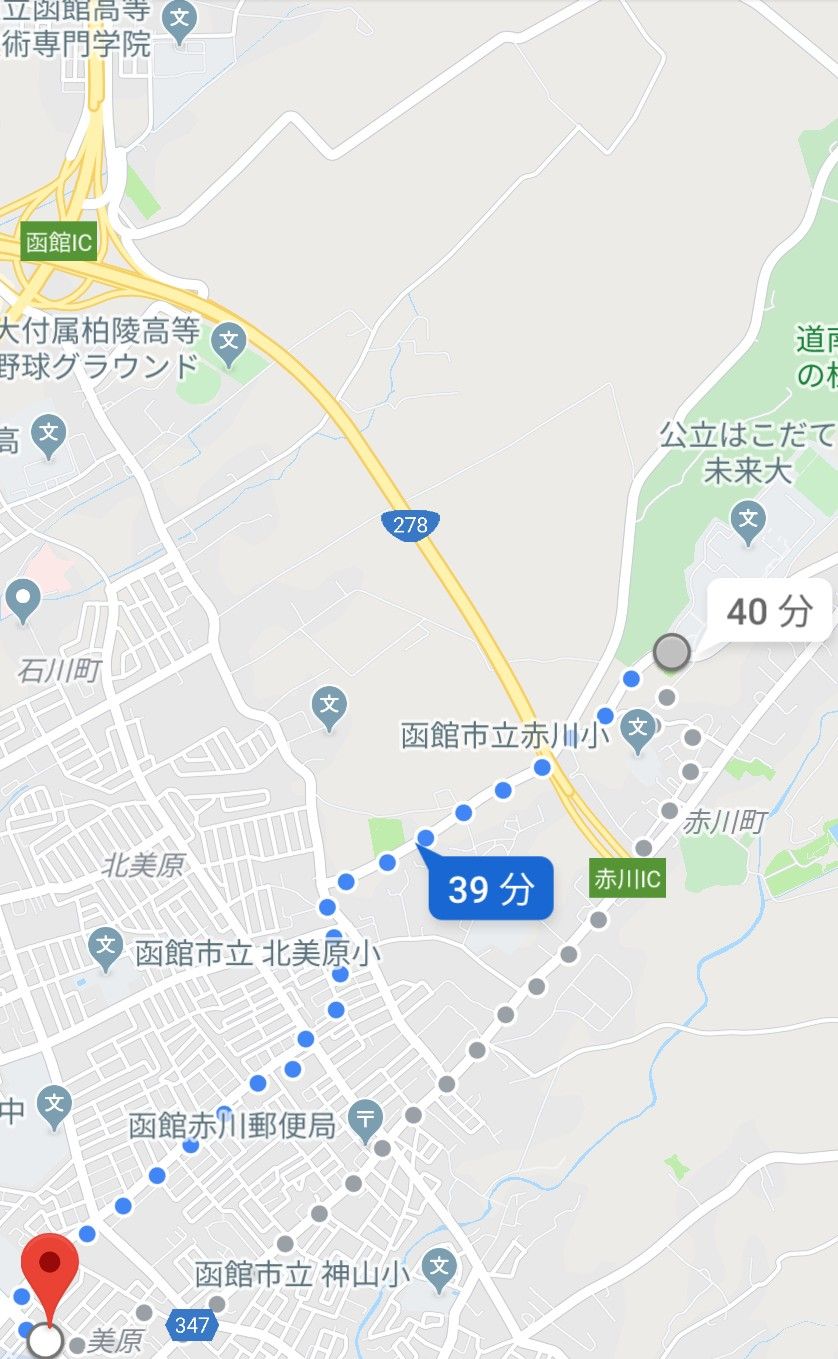 立函館高等
術専門学院
函館IC
大付属柏陵高等
野球グラウンド
道南
の杜
高
公立はこだて
未来大
278
40 分
石川町
函館市立赤川小
赤川町
北美原
39 分
赤川IC
函館市立 北美原小
中
函館赤川郵便局
函館市立 神山小
347
美原